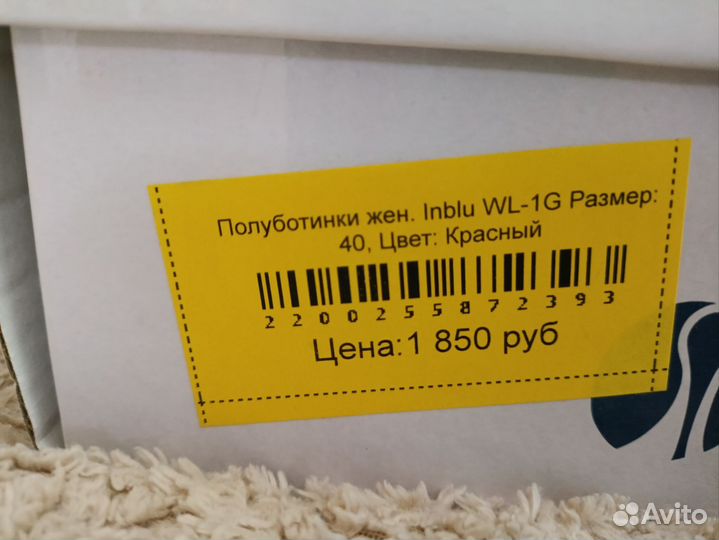 Полуботинки жен. Inblu WL-1G Размер:
40, Цвет: Красный
2200255872393
Цена:1 850 руб
Avito